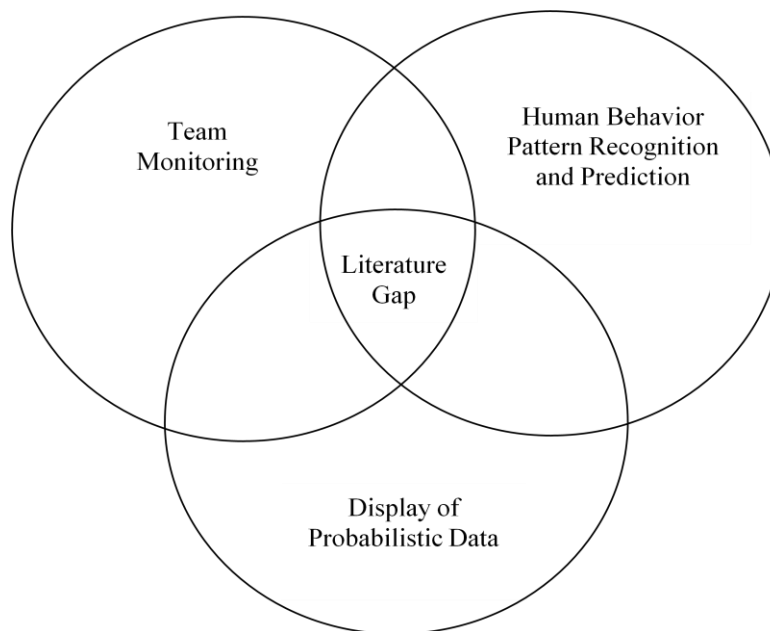 Team
Monitoring
Human Behavior
Pattern Recognition
and Prediction
Literature
Gap
Display of
Probabilistic Data